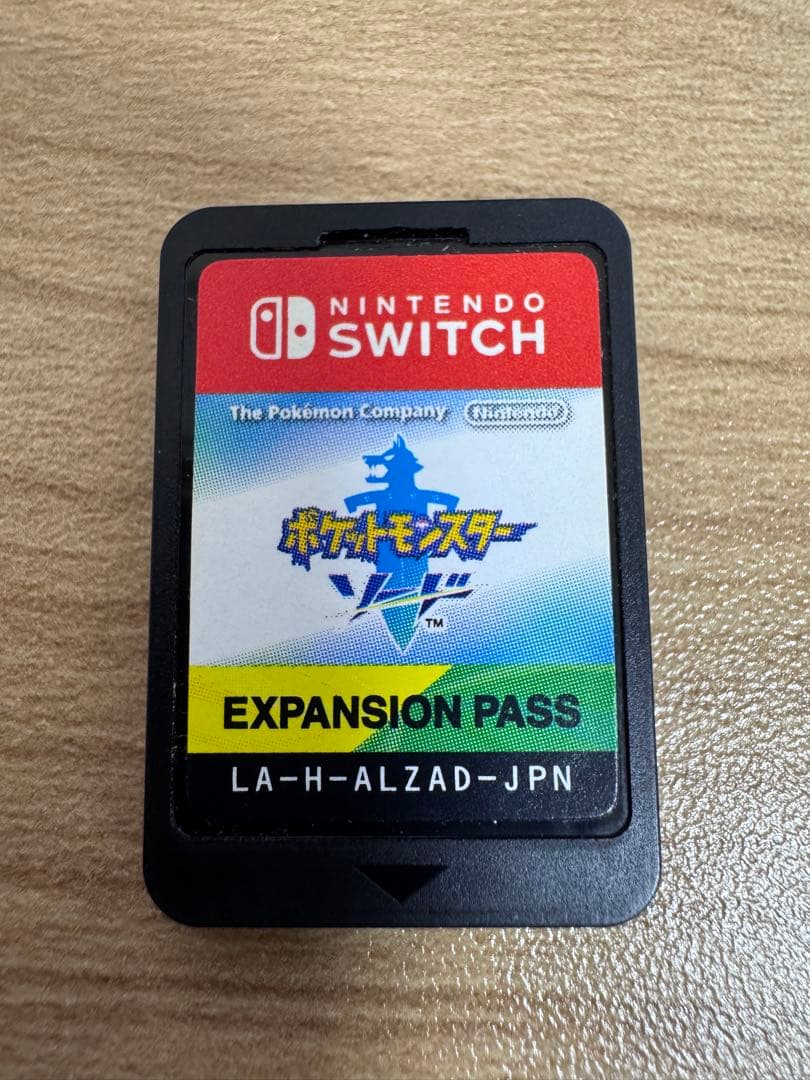 NINTENDO
SWITCH
The Pokémon Company Nintendo
ポケットモンスター
ソード
TM
EXPANSION PASS
LA-H-ALZAD-JPN